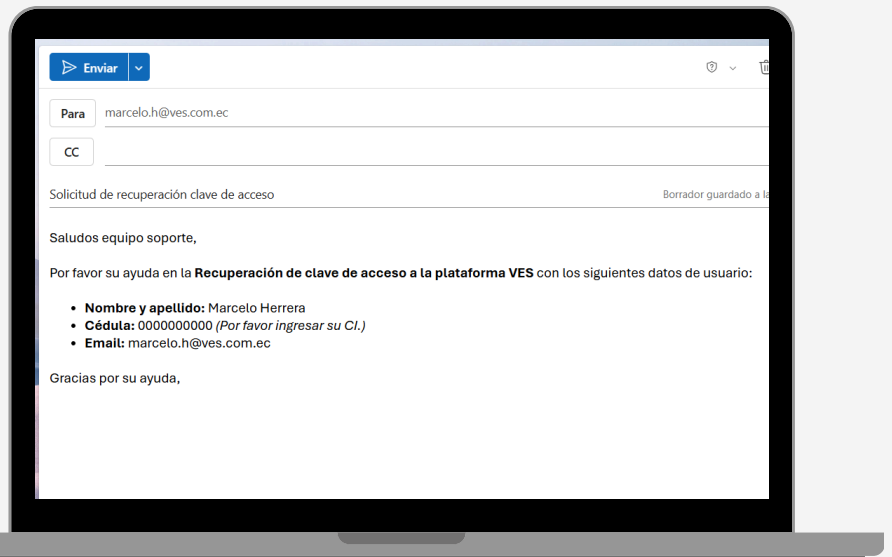 Enviar
Para marcelo.h@ves.com.ec
CC
Solicitud de recuperación clave de acceso Borrador guardado a la
Saludos equipo soporte,
Por favor su ayuda en la Recuperación de clave de acceso a la plataforma VES con los siguientes datos de usuario:
• Nombre y apellido: Marcelo Herrera
• Cédula: 0000000000 (Por favor ingresar su CI.)
• Email: marcelo.h@ves.com.ec
Gracias por su ayuda,